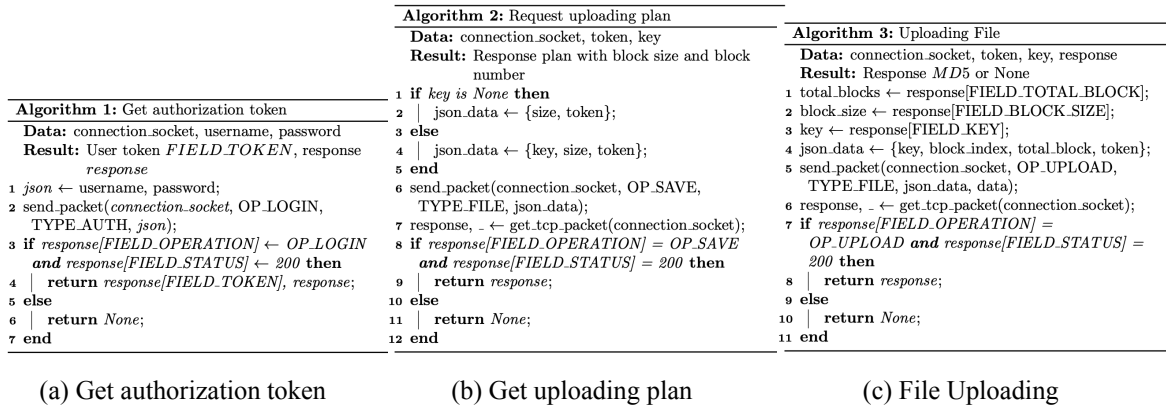 Algorithm 1: Get authorization token
Data: connection_socket, username, password
Result: User token FIELD_TOKEN, response
response
1 json ← username, password;
2 send_packet(connection_socket, OP_LOGIN,
TYPE_AUTH, json);
3 if response[FIELD_OPERATION] ← OP_LOGIN
and response[FIELD_STATUS] ← 200 then
4 return response[FIELD_TOKEN], response;
5 else
6 return None;
7 end
(a) Get authorization token
Algorithm 2: Request uploading plan
Data: connection_socket, token, key
Result: Response plan with block size and block
number
1 if key is None then
2 json_data ← {size, token};
3 else
4 json_data ← {key, size, token};
5 end
6 send_packet(connection_socket, OP_SAVE,
TYPE_FILE, json_data);
7 response, _ ← get_tcp_packet(connection_socket);
8 if response[FIELD_OPERATION] = OP_SAVE
and response[FIELD_STATUS] = 200 then
9 return response;
10 else
11 return None;
12 end
(b) Get uploading plan
Algorithm 3: Uploading File
Data: connection_socket, token, key, response
Result: Response MD5 or None
1 total_blocks ← response[FIELD_TOTAL_BLOCK];
2 block_size ← response[FIELD_BLOCK_SIZE];
3 key ← response[FIELD_KEY];
4 json_data ← {key, block_index, total_block, token};
5 send_packet(connection_socket, OP_UPLOAD,
TYPE_FILE, json_data, data);
6 response, _ ← get_tcp_packet(connection_socket);
7 if response[FIELD_OPERATION] =
OP_UPLOAD and response[FIELD_STATUS] =
200 then
8 return response;
9 else
10 return None;
11 end
(c) File Uploading